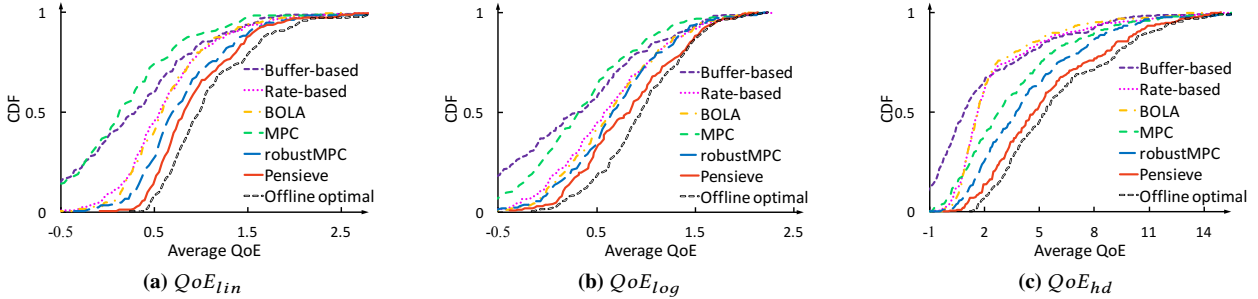 1
CDF
0.5
0
Buffer-based
Rate-based
BOLA
MPC
robustMPC
Pensieve
Offline optimal
-0.5 0.5 1.5 2.5
Average QoE
(a) QoE_lin
1
CDF
0.5
0
Buffer-based
Rate-based
BOLA
MPC
robustMPC
Pensieve
Offline optimal
-0.5 0.5 1.5 2.5
Average QoE
(b) QoE_log
1
CDF
0.5
0
Buffer-based
Rate-based
BOLA
MPC
robustMPC
Pensieve
Offline optimal
-1 2 5 8 11 14
Average QoE
(c) QoE_hd